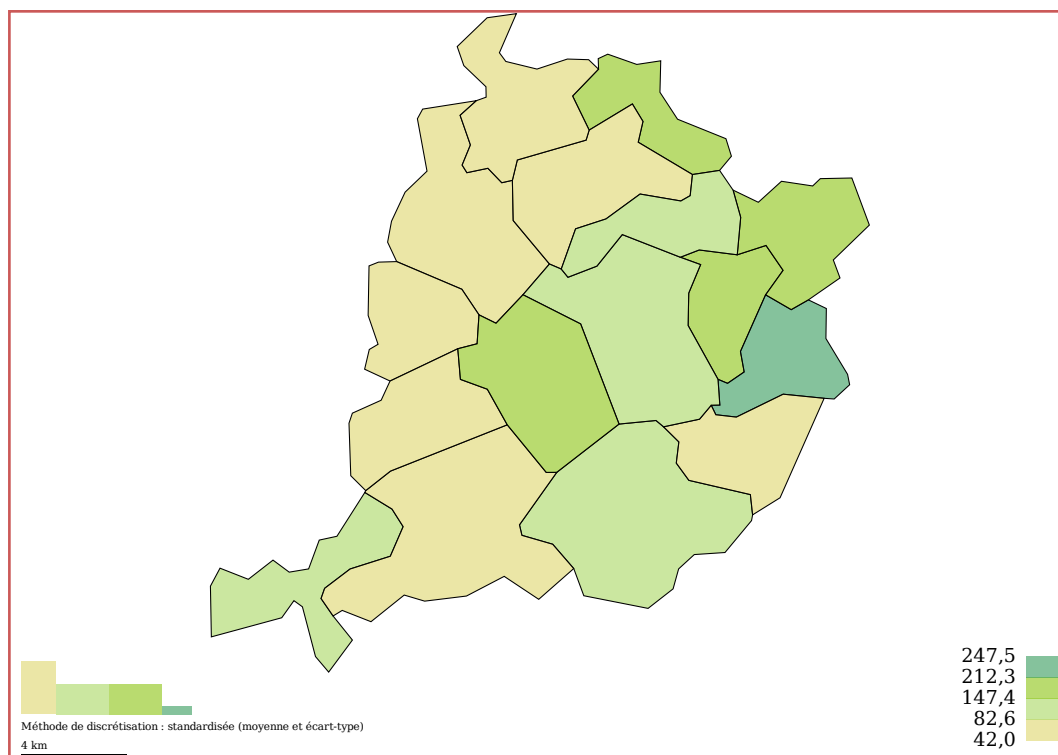 247,5
212,3
147,4
82,6
42,0
Méthode de discrétisation : standardisée (moyenne et écart-type)
4 km